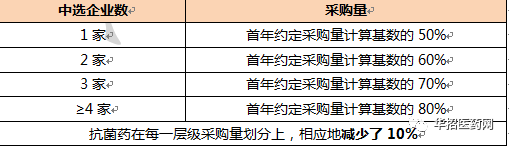 中选企业数 采购量
1 家 首年约定采购量计算基数的 50%
2 家 首年约定采购量计算基数的 60%
3 家 首年约定采购量计算基数的 70%
≥4 家 首年约定采购量计算基数的 80%
抗菌药在每一层级采购量划分上，相应地减少了 10%
华招医药网